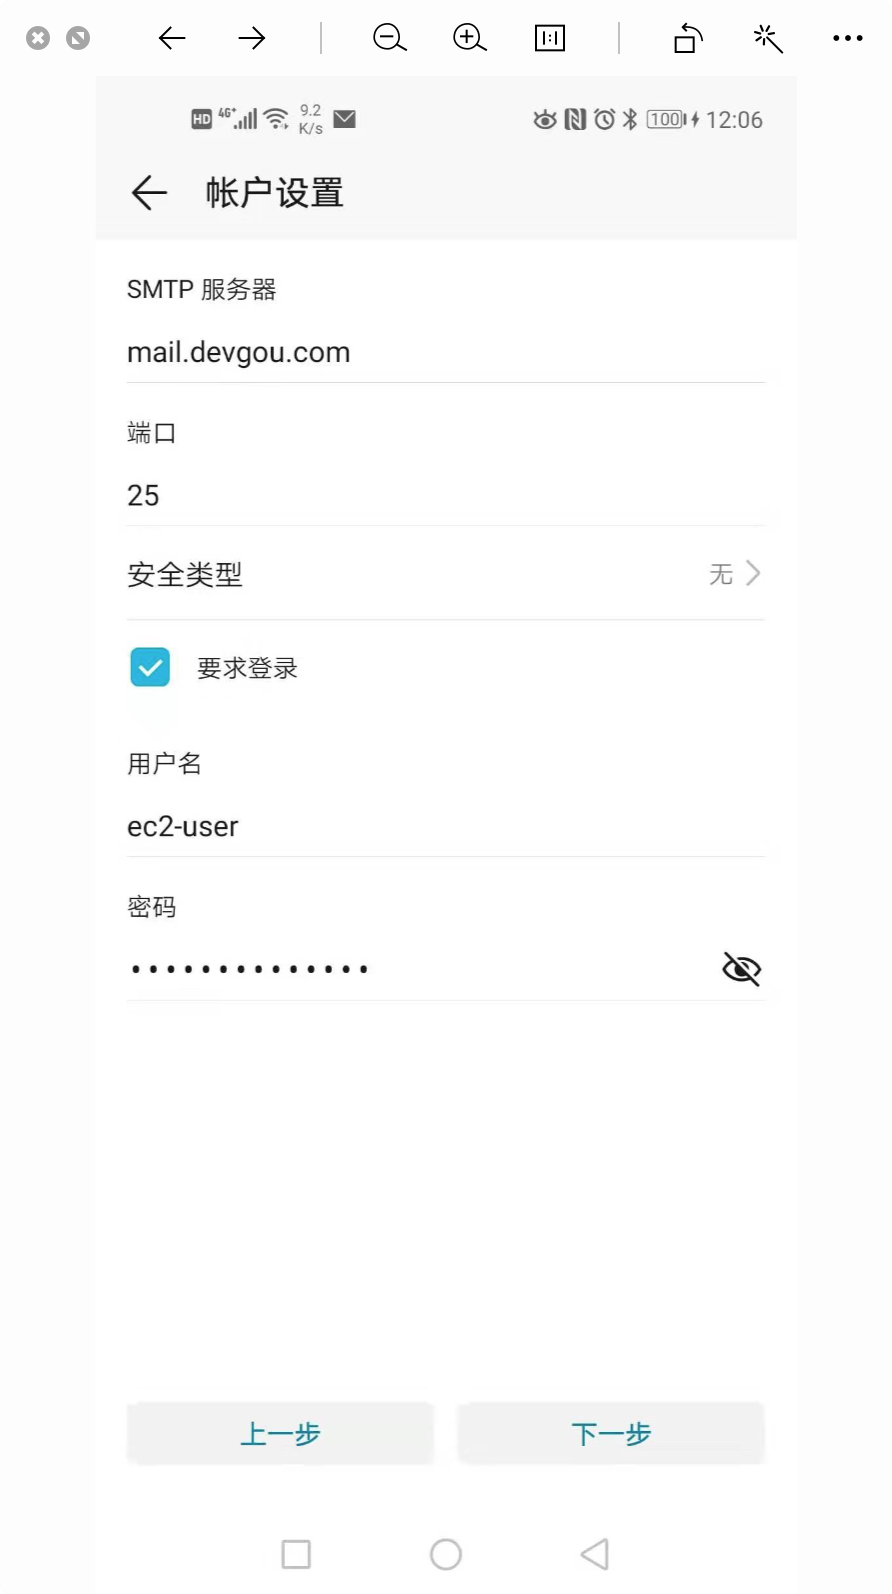 HD 4G+ 9.2 K/s 100 12:06
帐户设置
SMTP 服务器
mail.devgou.com
端口
25
安全类型 无
要求登录
用户名
ec2-user
密码
••••••••••••••
上一步 下一步